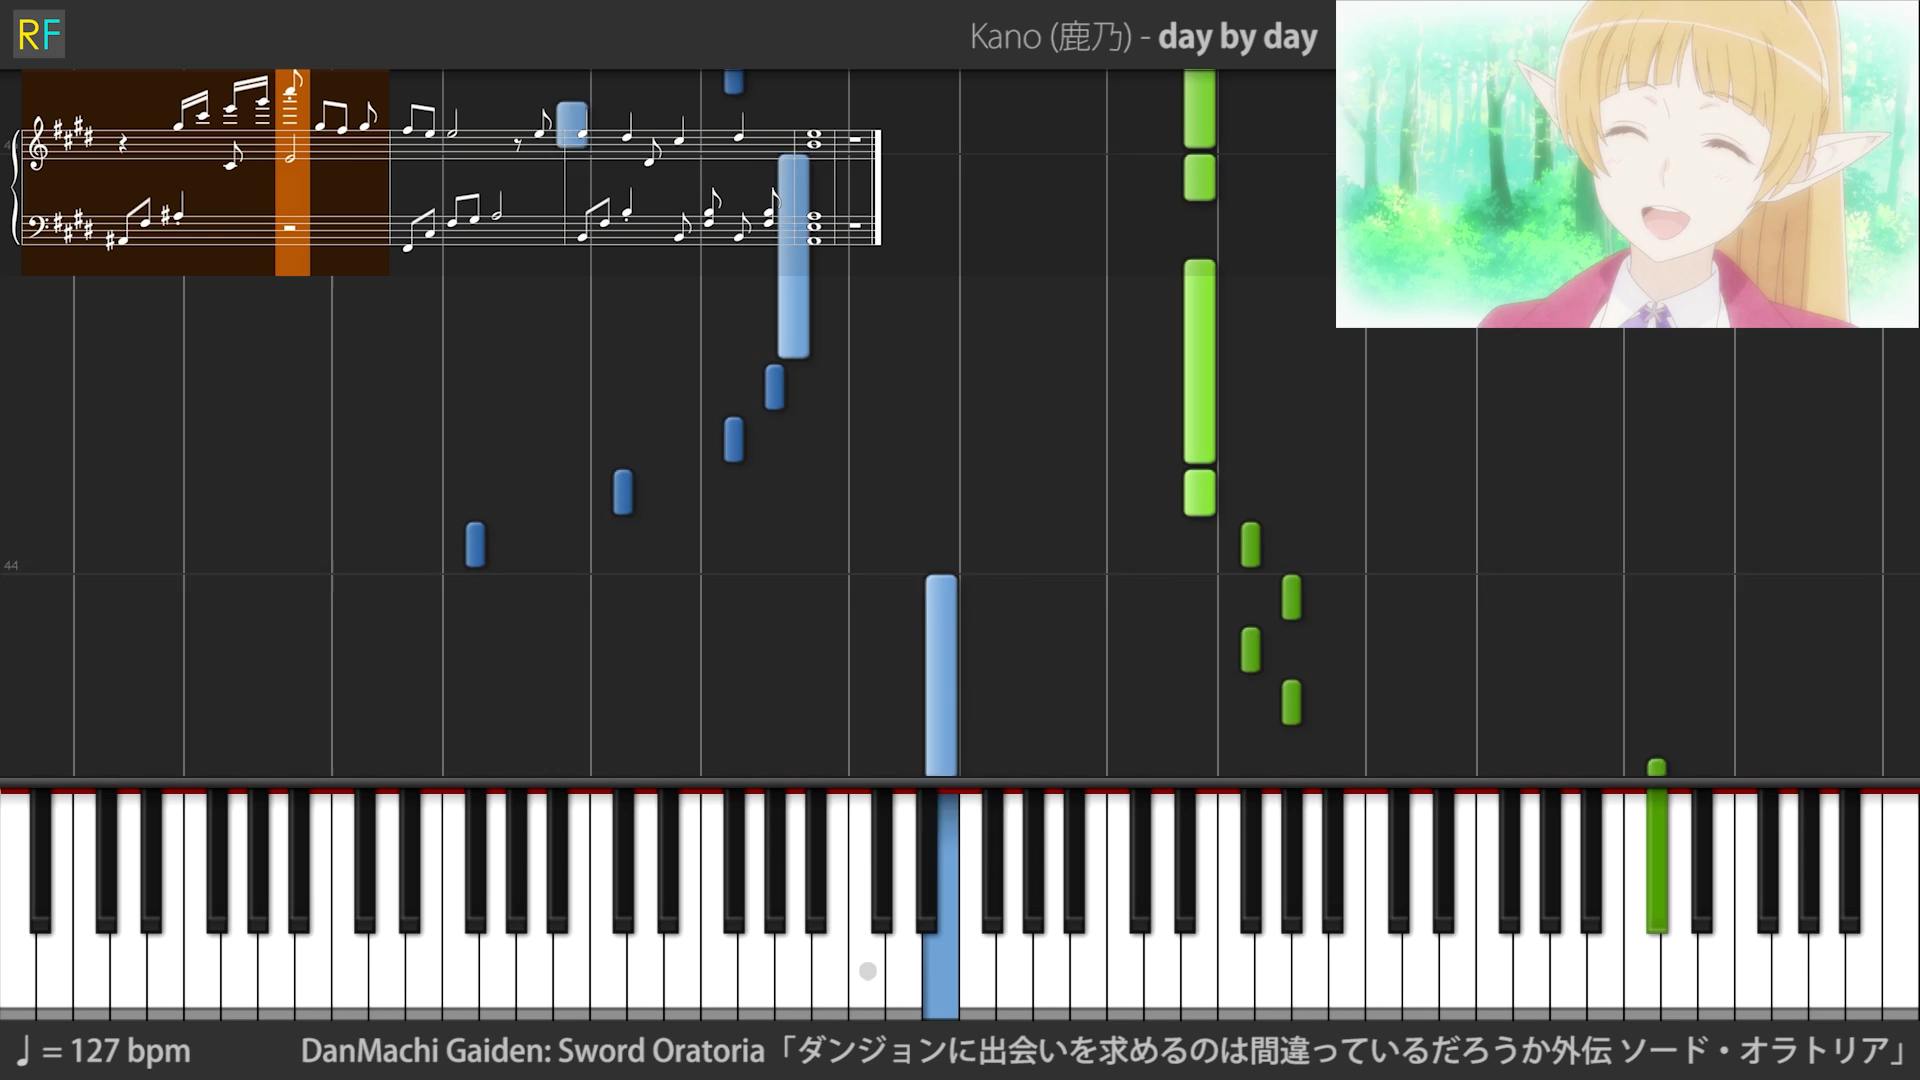 RF
Kano (鹿乃) - day by day
44
♩ = 127 bpm
DanMachi Gaiden: Sword Oratoria「ダンジョンに出会いを求めるのは間違っているだろうか外伝 ソード・オラトリア」